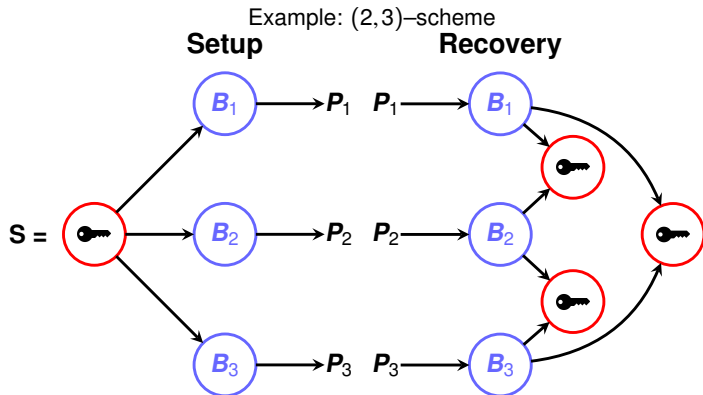 Example: (2,3)–scheme
Setup Recovery
B1 P1 P1 B1
S = B2 P2 P2 B2
B3 P3 P3 B3